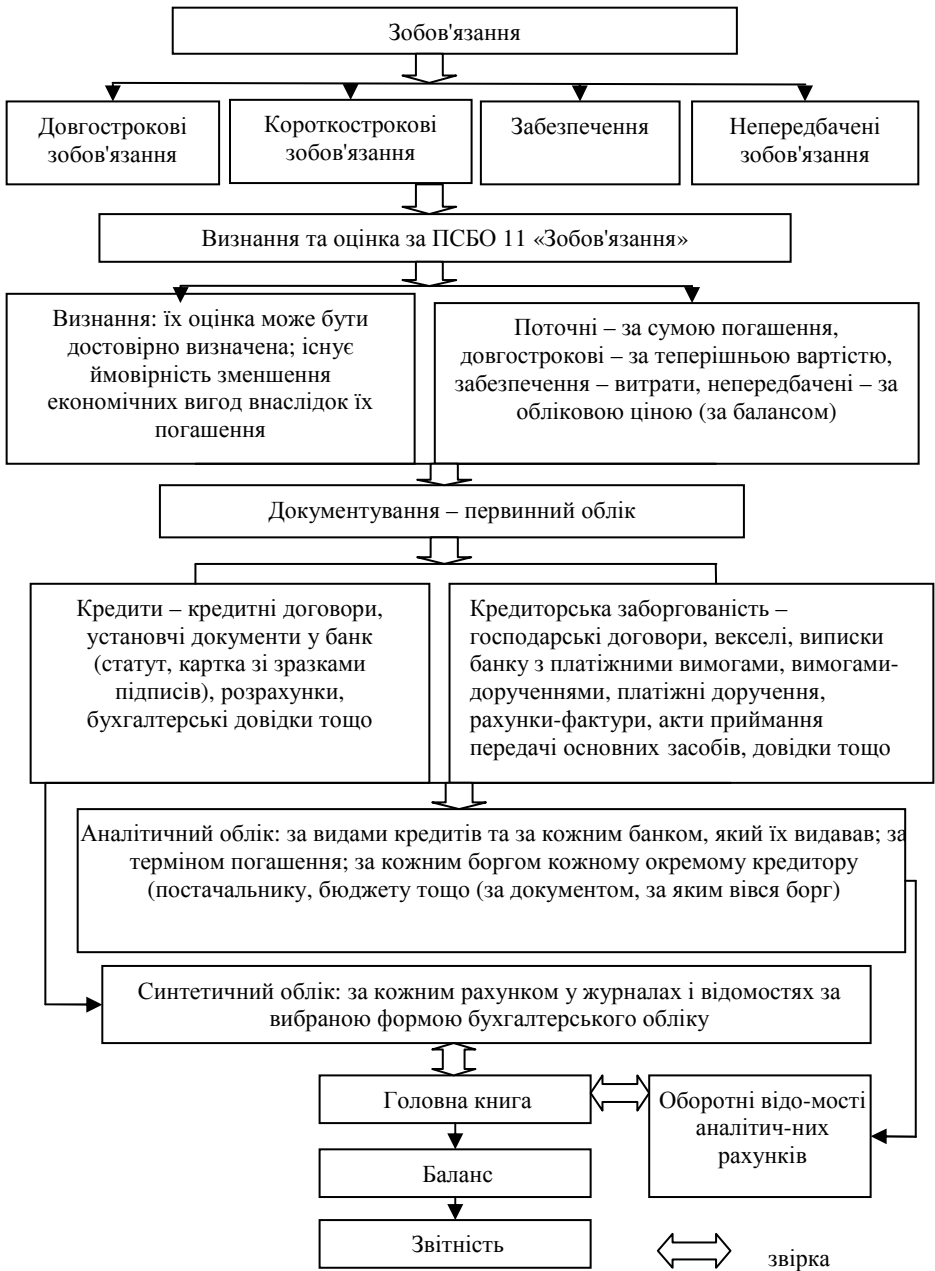 Зобов'язання
Довгострокові
зобов'язання
Короткострокові
зобов'язання
Забезпечення
Непередбачені
зобов'язання
Визнання та оцінка за ПСБО 11 «Зобов'язання»
Визнання: їх оцінка може бути
достовірно визначена; існує
ймовірність зменшення
економічних вигод внаслідок їх
погашення
Поточні – за сумою погашення,
довгострокові – за теперішньою вартістю,
забезпечення – витрати, непередбачені – за
обліковою ціною (за балансом)
Документування – первинний облік
Кредити – кредитні договори,
установчі документи у банк
(статут, картка зі зразками
підписів), розрахунки,
бухгалтерські довідки тощо
Кредиторська заборгованість –
господарські договори, векселі, виписки
банку з платіжними вимогами, вимогами-
дорученнями, платіжні доручення,
рахунки-фактури, акти приймання
передачі основних засобів, довідки тощо
Аналітичний облік: за видами кредитів та за кожним банком, який їх видавав; за
терміном погашення; за кожним боргом кожному окремому кредитору
(постачальнику, бюджету тощо (за документом, за яким вівся борг)
Синтетичний облік: за кожним рахунком у журналах і відомостях за
вибраною формою бухгалтерського обліку
Головна книга
Оборотні відо-мості
аналітич-них
рахунків
Баланс
Звітність
звірка